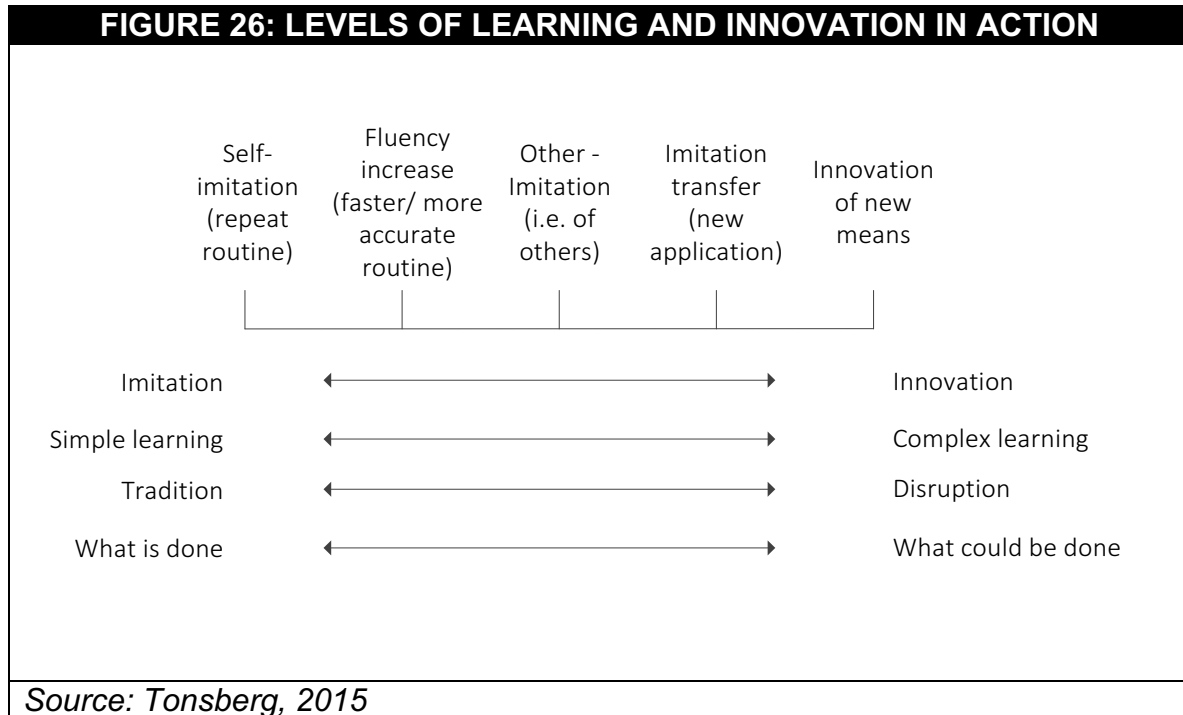 FIGURE 26: LEVELS OF LEARNING AND INNOVATION IN ACTION
Self-
imitation
(repeat
routine)
Fluency
increase
(faster/ more
accurate
routine)
Other -
Imitation
(i.e. of
others)
Imitation
transfer
(new
application)
Innovation
of new
means
Imitation
Innovation
Simple learning
Complex learning
Tradition
Disruption
What is done
What could be done
Source: Tonsberg, 2015